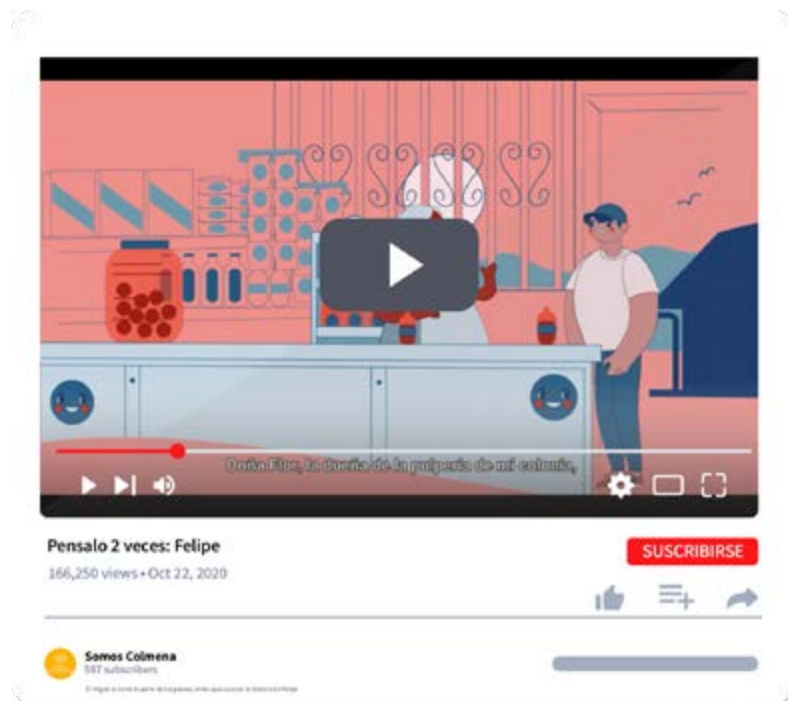 Doña Flor, la dueña de la pulpería de mi colonia,
Pensalo 2 veces: Felipe
SUSCRIBIRSE
166,250 views • Oct 22, 2020
Somos Colmena
587 subscribers